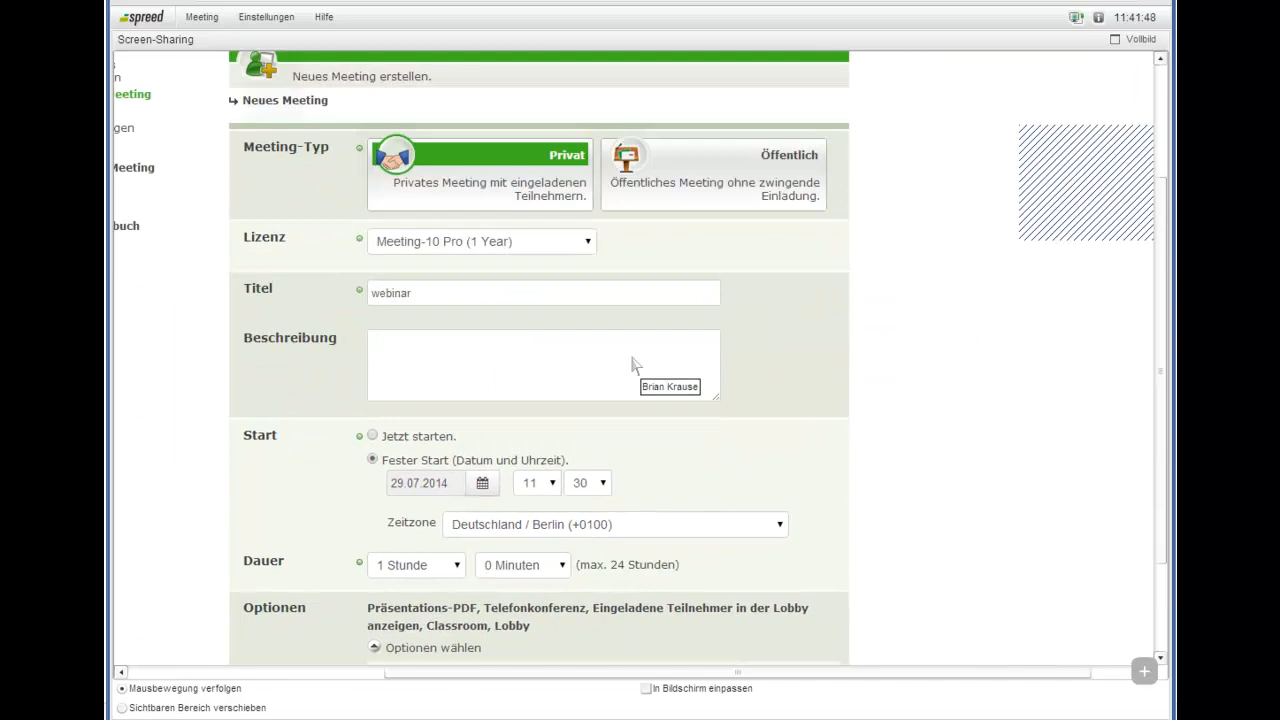 spreed Meeting Einstellungen Hilfe 11:41:48
Screen-Sharing Vollbild
Neues Meeting erstellen.
n
eeting
Neues Meeting
gen
Meeting-Typ Privat Öffentlich
Meeting
Privates Meeting mit eingeladenen Öffentliches Meeting ohne zwingende
Teilnehmern. Einladung.
buch
Lizenz Meeting-10 Pro (1 Year)
Titel webinar
Beschreibung
Brian Krause
Start Jetzt starten.
Fester Start (Datum und Uhrzeit).
29.07.2014 11 30
Zeitzone Deutschland / Berlin (+0100)
Dauer 1 Stunde 0 Minuten (max. 24 Stunden)
Optionen Präsentations-PDF, Telefonkonferenz, Eingeladene Teilnehmer in der Lobby
anzeigen, Classroom, Lobby
Optionen wählen
Mausbewegung verfolgen In Bildschirm einpassen
Sichtbaren Bereich verschieben